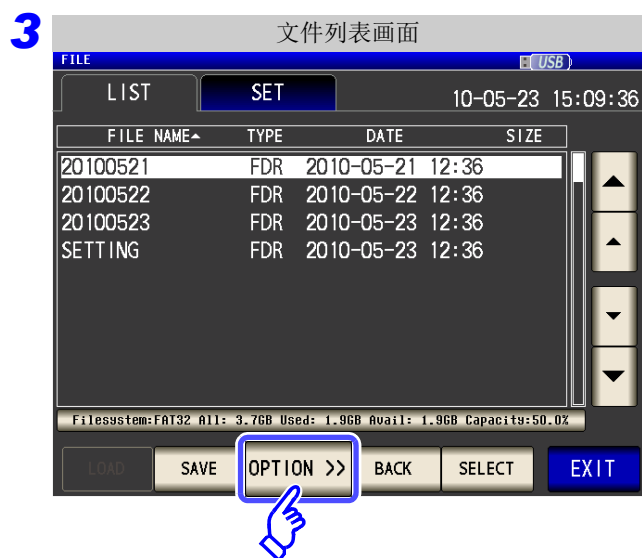 3
文件列表画面
FILE USB
LIST SET 10-05-23 15:09:36
FILE NAME TYPE DATE SIZE
20100521 FDR 2010-05-21 12:36
20100522 FDR 2010-05-22 12:36
20100523 FDR 2010-05-23 12:36
SETTING FDR 2010-05-23 12:36
Filesystem:FAT32 All: 3.7GB Used: 1.9GB Avail: 1.9GB Capacity:50.0%
LOAD SAVE OPTION >> BACK SELECT EXIT